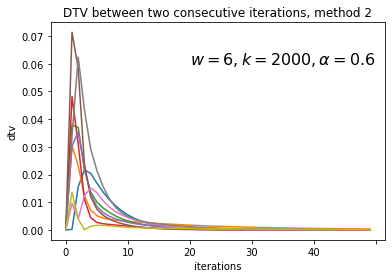 DTV between two consecutive iterations, method 2
w = 6, k = 2000, α = 0.6
dtv
0.07
0.06
0.05
0.04
0.03
0.02
0.01
0.00
0 10 20 30 40
iterations